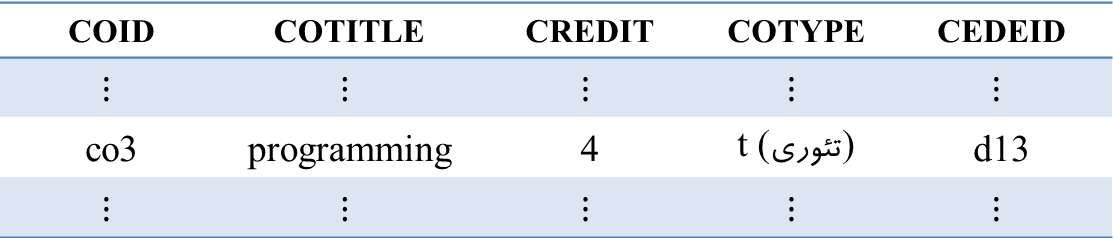 COID COTITLE CREDIT COTYPE CEDEID
⋮ ⋮ ⋮ ⋮ ⋮
co3 programming 4 t (تئوری) d13
⋮ ⋮ ⋮ ⋮ ⋮